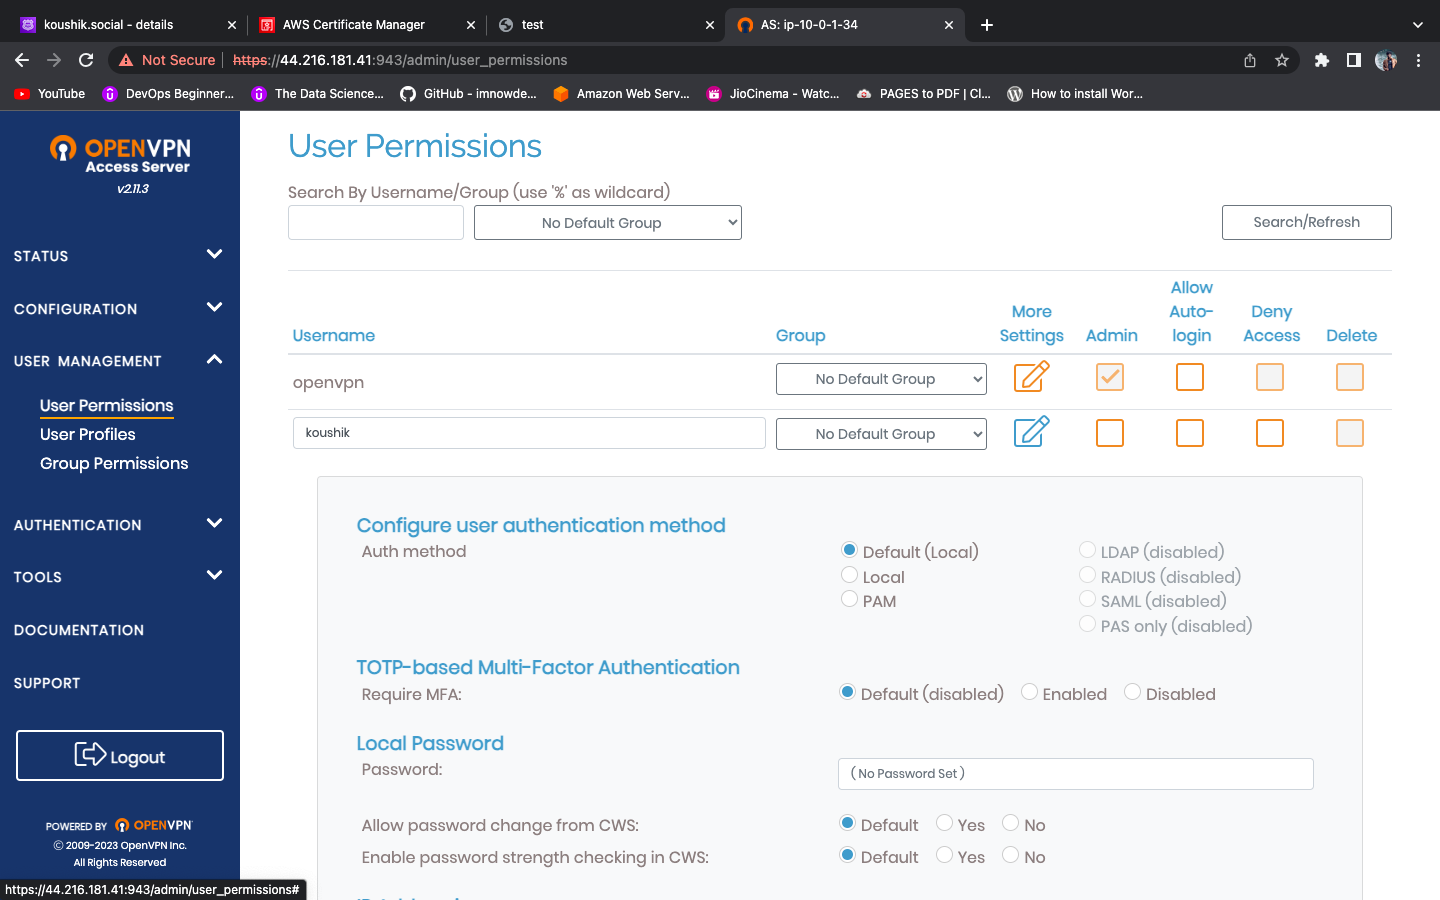 koushik.social - details
AWS Certificate Manager
test
AS: ip-10-0-1-34
Not Secure https://44.216.181.41:943/admin/user_permissions
YouTube
DevOps Beginner...
The Data Science...
GitHub - imnowde...
Amazon Web Serv...
JioCinema - Watc...
PAGES to PDF | Cl...
How to install Wor...
OPENVPN
Access Server
v2.11.3
STATUS
CONFIGURATION
USER MANAGEMENT
User Permissions
User Profiles
Group Permissions
AUTHENTICATION
TOOLS
DOCUMENTATION
SUPPORT
Logout
POWERED BY OPENVPN
© 2009-2023 OpenVPN Inc.
All Rights Reserved
https://44.216.181.41:943/admin/user_permissions#
User Permissions
Search By Username/Group (use '%' as wildcard)
No Default Group
Search/Refresh
Username
Group
More Settings
Admin
Allow Auto-login
Deny Access
Delete
openvpn
No Default Group
koushik
No Default Group
Configure user authentication method
Auth method
Default (Local)
Local
PAM
LDAP (disabled)
RADIUS (disabled)
SAML (disabled)
PAS only (disabled)
TOTP-based Multi-Factor Authentication
Require MFA:
Default (disabled) Enabled Disabled
Local Password
Password:
(No Password Set)
Allow password change from CWS:
Default Yes No
Enable password strength checking in CWS:
Default Yes No